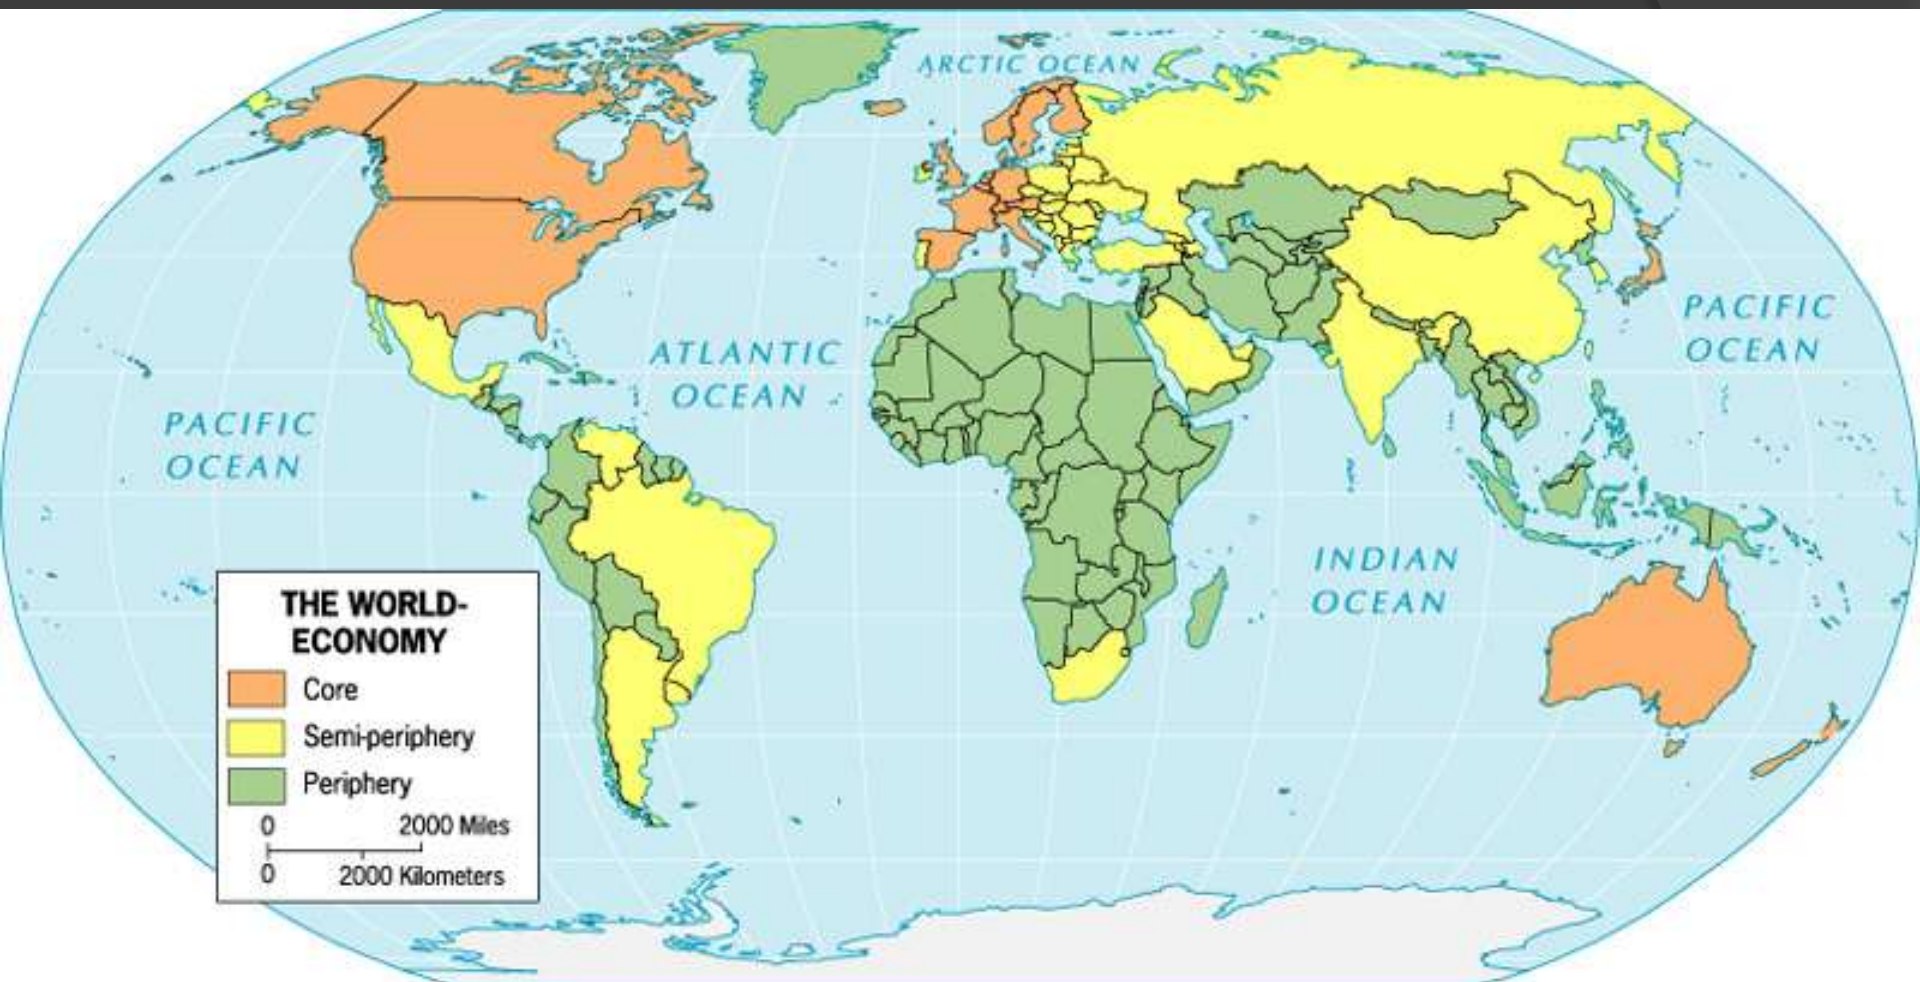 ARCTIC OCEAN
ATLANTIC
OCEAN
PACIFIC
OCEAN
PACIFIC
OCEAN
INDIAN
OCEAN
THE WORLD-
ECONOMY
Core
Semi-periphery
Periphery
0 2000 Miles
0 2000 Kilometers